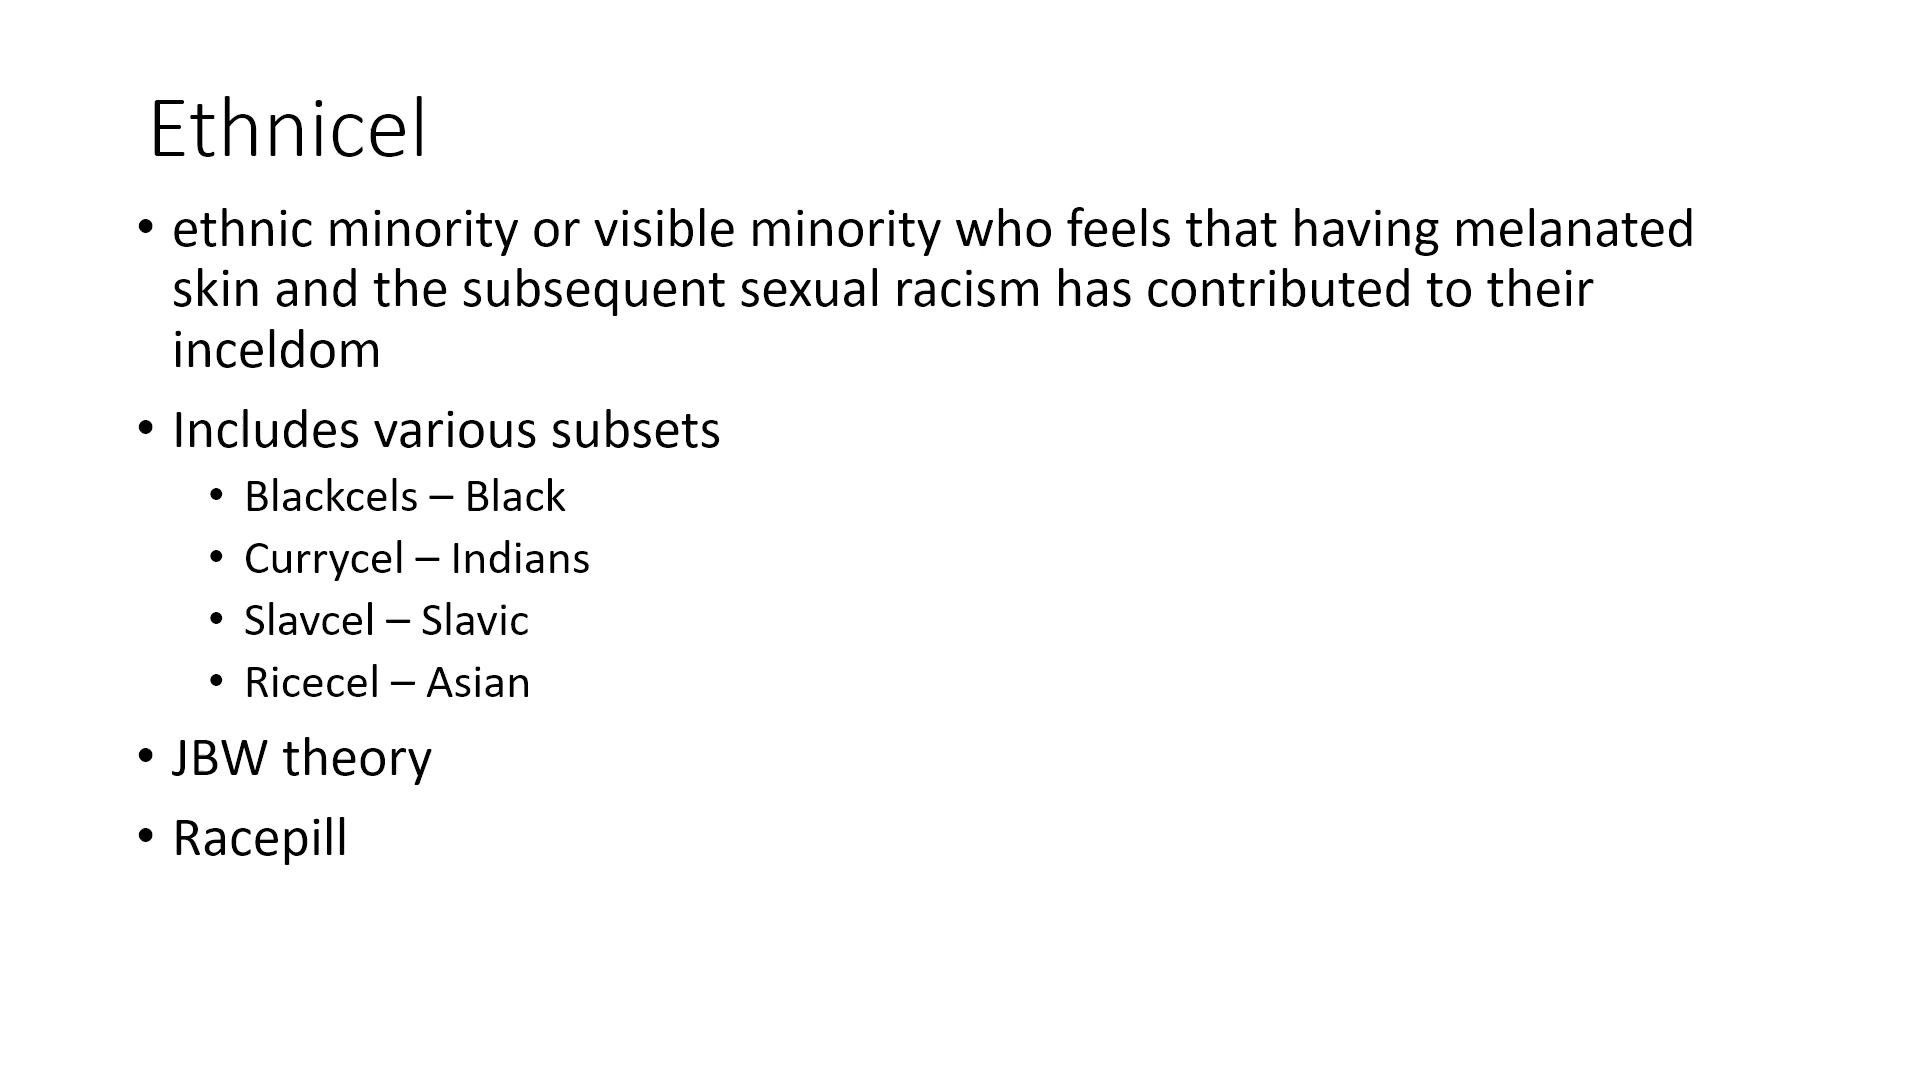 Ethnicel
• ethnic minority or visible minority who feels that having melanated
skin and the subsequent sexual racism has contributed to their
inceldom
• Includes various subsets
• Blackcels – Black
• Currycel – Indians
• Slavcel – Slavic
• Ricecel – Asian
• JBW theory
• Racepill